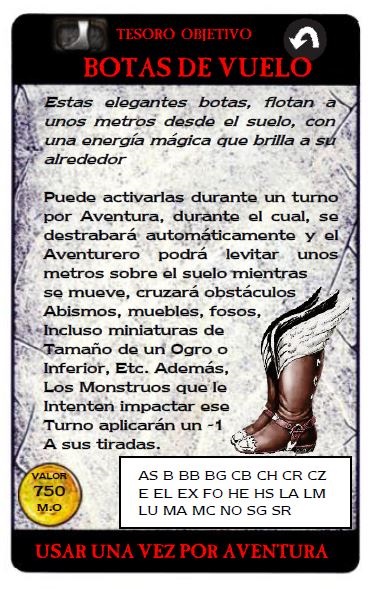 TESORO OBJETIVO
BOTAS DE VUELO
Estas elegantes botas, flotan a
unos metros desde el suelo, con
una energía mágica que brilla a su
alrededor
Puede activarlas durante un turno
por Aventura, durante el cual, se
destrabará automáticamente y el
Aventurero podrá levitar unos
metros sobre el suelo mientras
se mueve, cruzará obstáculos
Abismos, muebles, fosos,
Incluso miniaturas de
Tamaño de un Ogro o
Inferior, Etc. Además,
Los Monstruos que le
Intenten impactar ese
Turno aplicarán un -1
A sus tiradas.
VALOR
750
M.O
AS B BB BG CB CH CR CZ
E EL EX FO HE HS LA LM
LU MA MC NO SG SR
USAR UNA VEZ POR AVENTURA